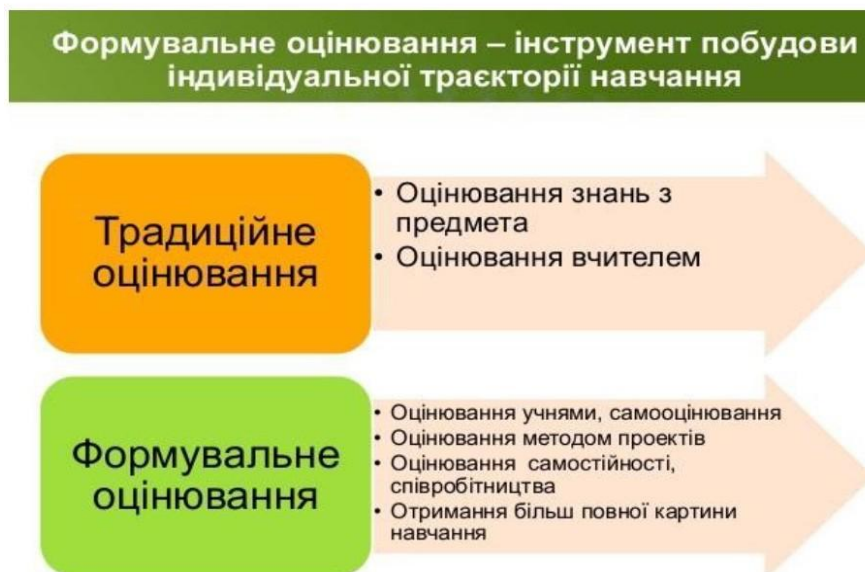 Формувальне оцінювання – інструмент побудови
індивідуальної траєкторії навчання
Традиційне
оцінювання
• Оцінювання знань з
предмета
• Оцінювання вчителем
Формувальне
оцінювання
• Оцінювання учнями, самооцінювання
• Оцінювання методом проектів
• Оцінювання самостійності,
співробітництва
• Отримання більш повної картини
навчання